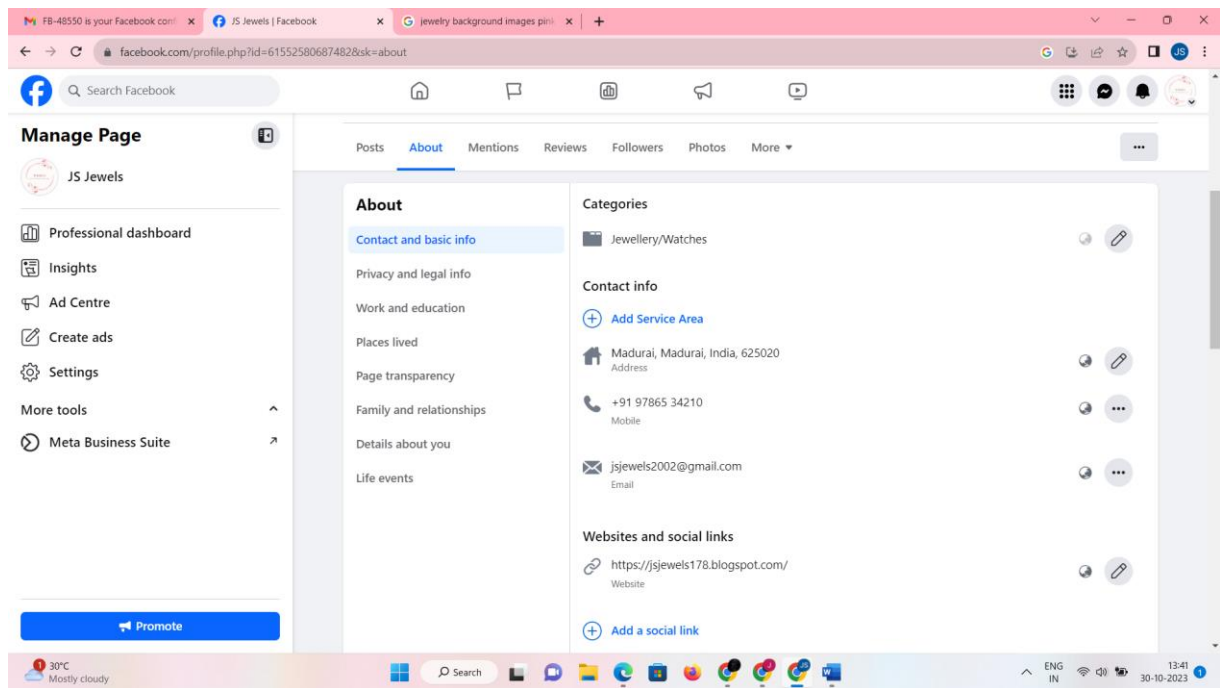 FB-48550 is your Facebook conf
JS Jewels | Facebook
jewelry background images pink
facebook.com/profile.php?id=61552580687482&sk=about
JS
Search Facebook
Manage Page
JS Jewels
Professional dashboard
Insights
Ad Centre
Create ads
Settings
More tools
Meta Business Suite
Promote
Posts About Mentions Reviews Followers Photos More
About
Contact and basic info
Privacy and legal info
Work and education
Places lived
Page transparency
Family and relationships
Details about you
Life events
Categories
Jewellery/Watches
Contact info
Add Service Area
Madurai, Madurai, India, 625020
Address
+91 97865 34210
Mobile
jsjewels2002@gmail.com
Email
Websites and social links
https://jsjewels178.blogspot.com/
Website
Add a social link
1
30°C
Mostly cloudy
Search
ENG
IN
13:41
30-10-2023
1